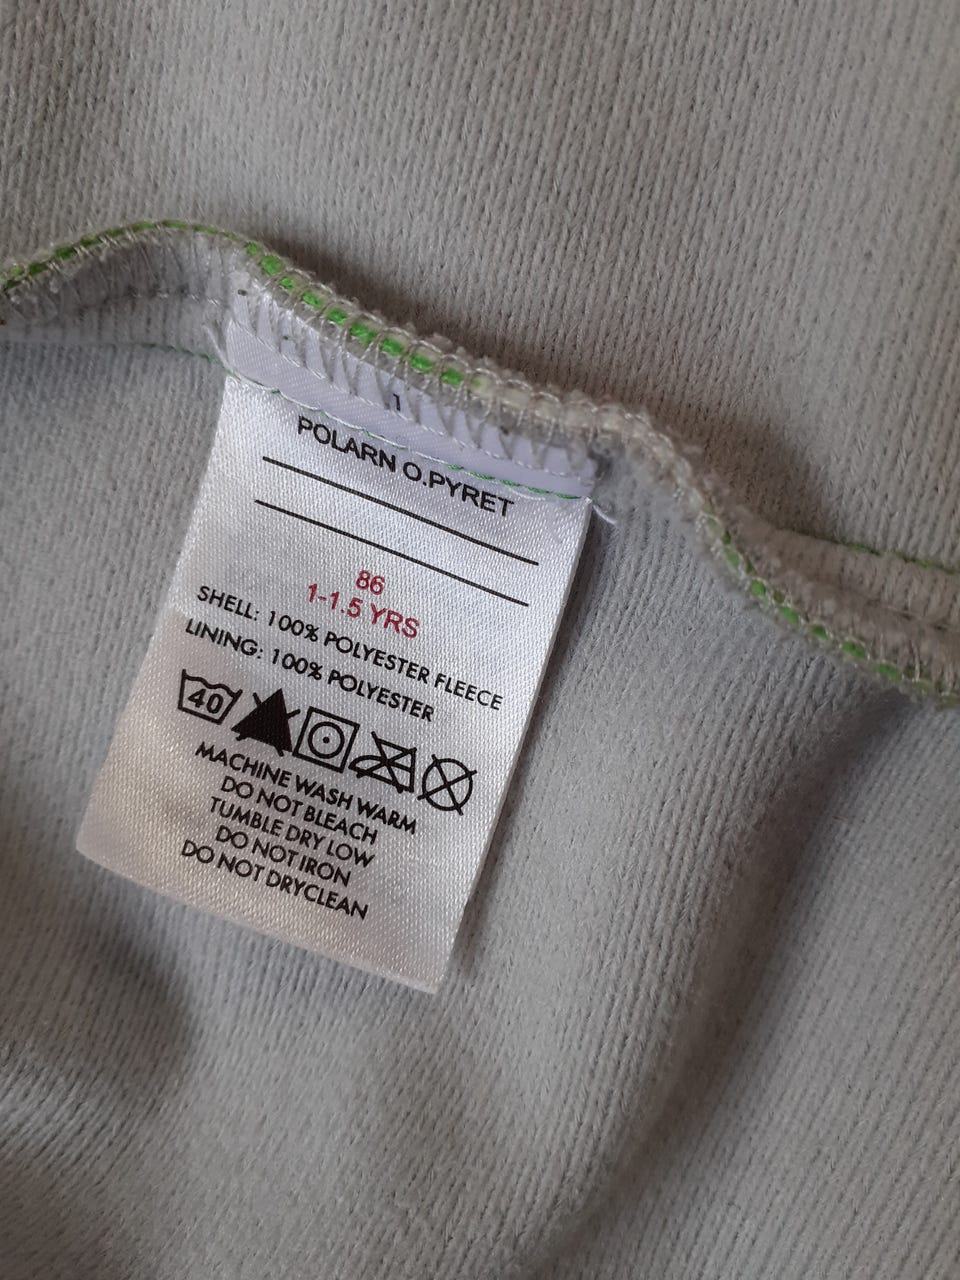 1
POLARN O.PYRET
86
1-1.5 YRS
SHELL: 100% POLYESTER FLEECE
LINING: 100% POLYESTER
40
MACHINE WASH WARM
DO NOT BLEACH
TUMBLE DRY LOW
DO NOT IRON
DO NOT DRYCLEAN